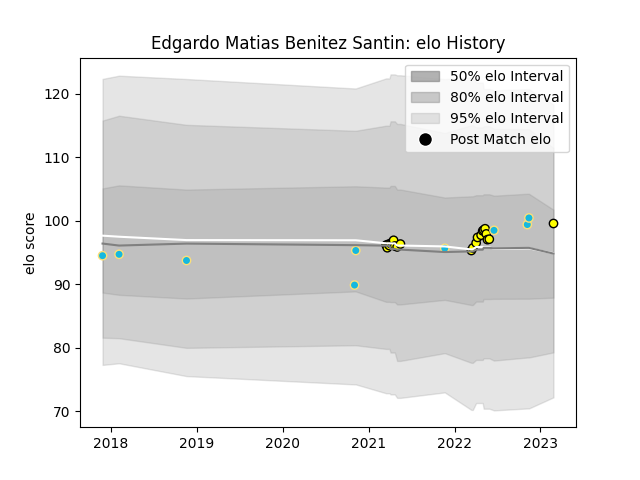 Edgardo Matias Benitez Santin: elo History
50% elo Interval
80% elo Interval
95% elo Interval
Post Match elo
elo score
120
110
100
90
80
70
2018 2019 2020 2021 2022 2023